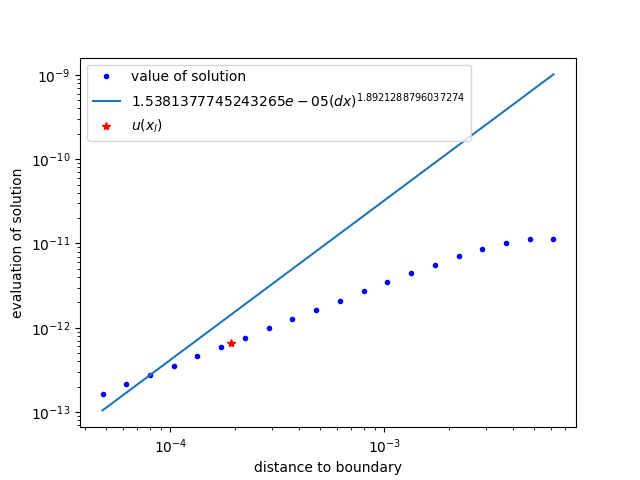 value of solution
1.5381377745243265e − 05(dx)^1.8921288796037274
u(x_l)
10^−9
10^−10
10^−11
10^−12
10^−13
evaluation of solution
10^−4
10^−3
distance to boundary